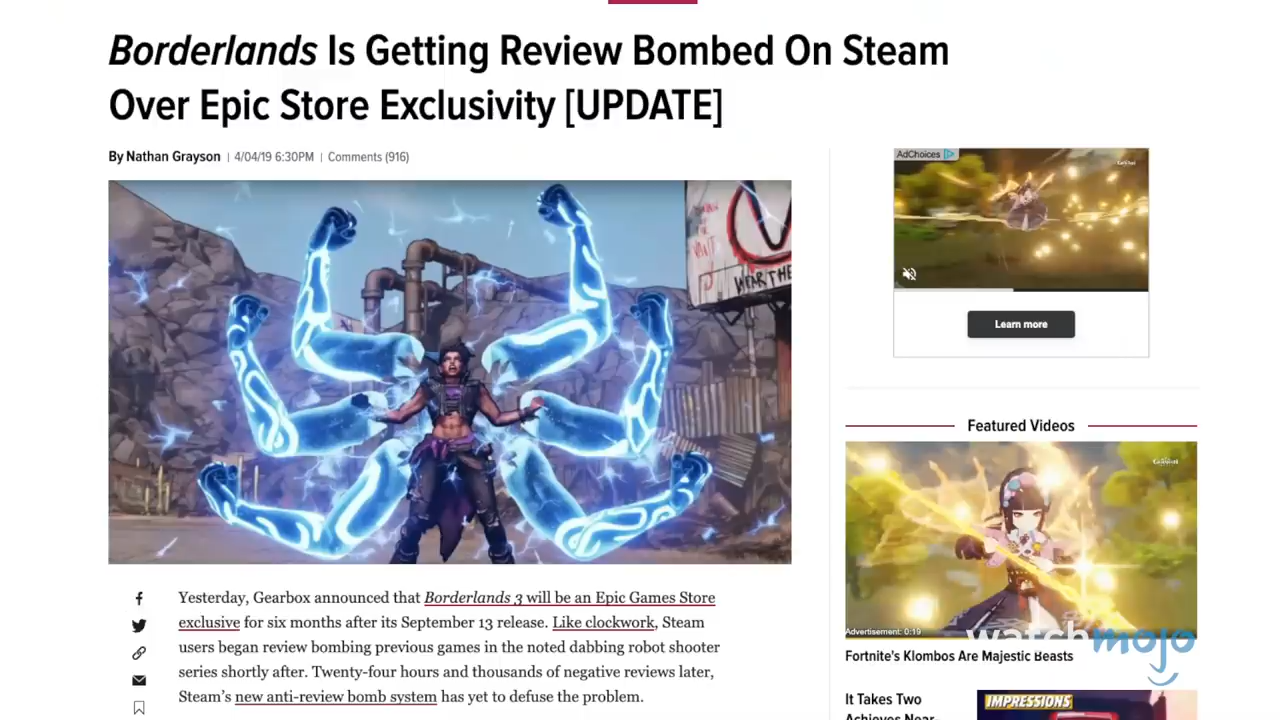 Borderlands Is Getting Review Bombed On Steam
Over Epic Store Exclusivity [UPDATE]
By Nathan Grayson | 4/04/19 6:30PM | Comments (916)
WEAR THE
Yesterday, Gearbox announced that Borderlands 3 will be an Epic Games Store
exclusive for six months after its September 13 release. Like clockwork, Steam
users began review bombing previous games in the noted dabbing robot shooter
series shortly after. Twenty-four hours and thousands of negative reviews later,
Steam's new anti-review bomb system has yet to defuse the problem.
AdChoices
Learn more
Featured Videos
Advertisement: 0:19
watchmojo
Fortnite's Klombos Are Majestic Beasts
It Takes Two
Achieves Near-
IMPRESSIONS